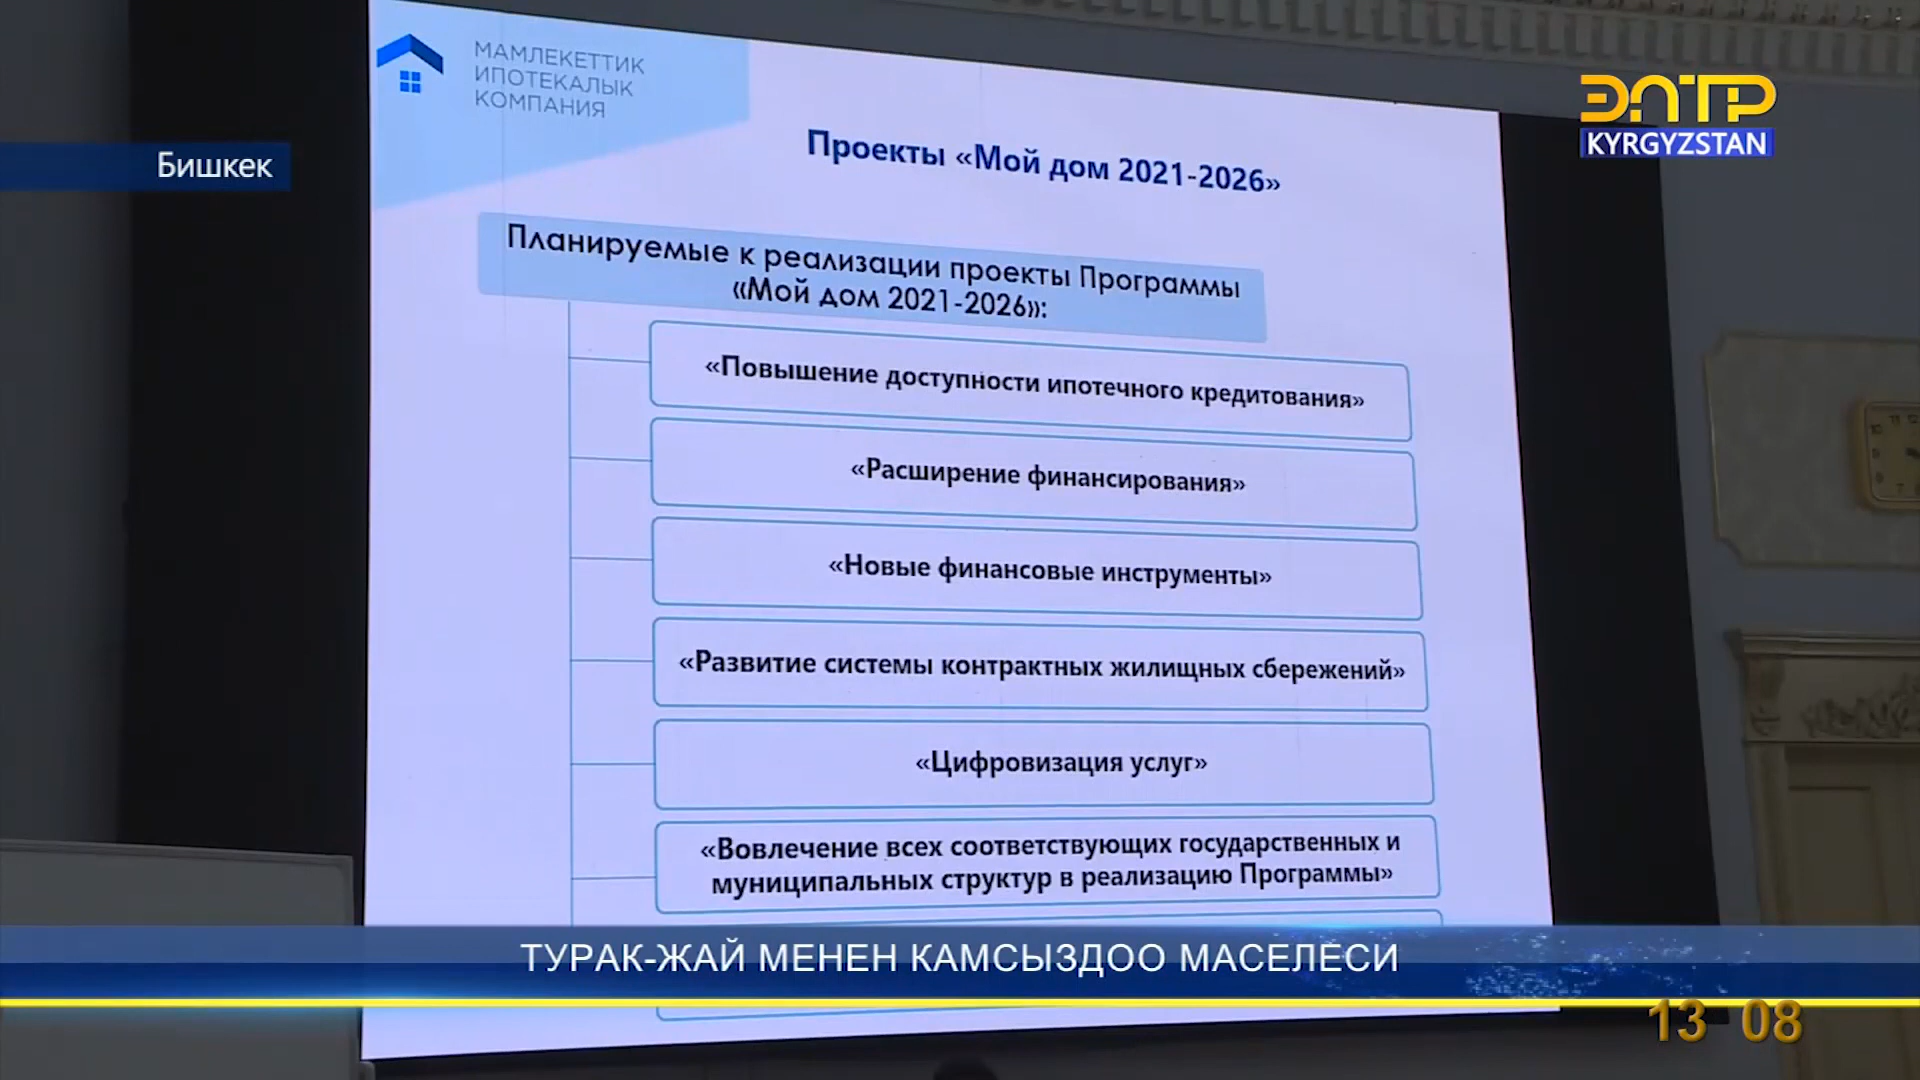 МАМЛЕКЕТТИК
ИПОТЕКАЛЫК
КОМПАНИЯ
ЭЛТР
KYRGYZSTAN
Бишкек
Проекты «Мой дом 2021-2026»
Планируемые к реализации проекты Программы
«Мой дом 2021-2026»:
«Повышение доступности ипотечного кредитования»
«Расширение финансирования»
«Новые финансовые инструменты»
«Развитие системы контрактных жилищных сбережений»
«Цифровизация услуг»
«Вовлечение всех соответствующих государственных и
муниципальных структур в реализацию Программы»
ТУРАК-ЖАЙ МЕНЕН КАМСЫЗДОО МАСЕЛЕСИ
13 08